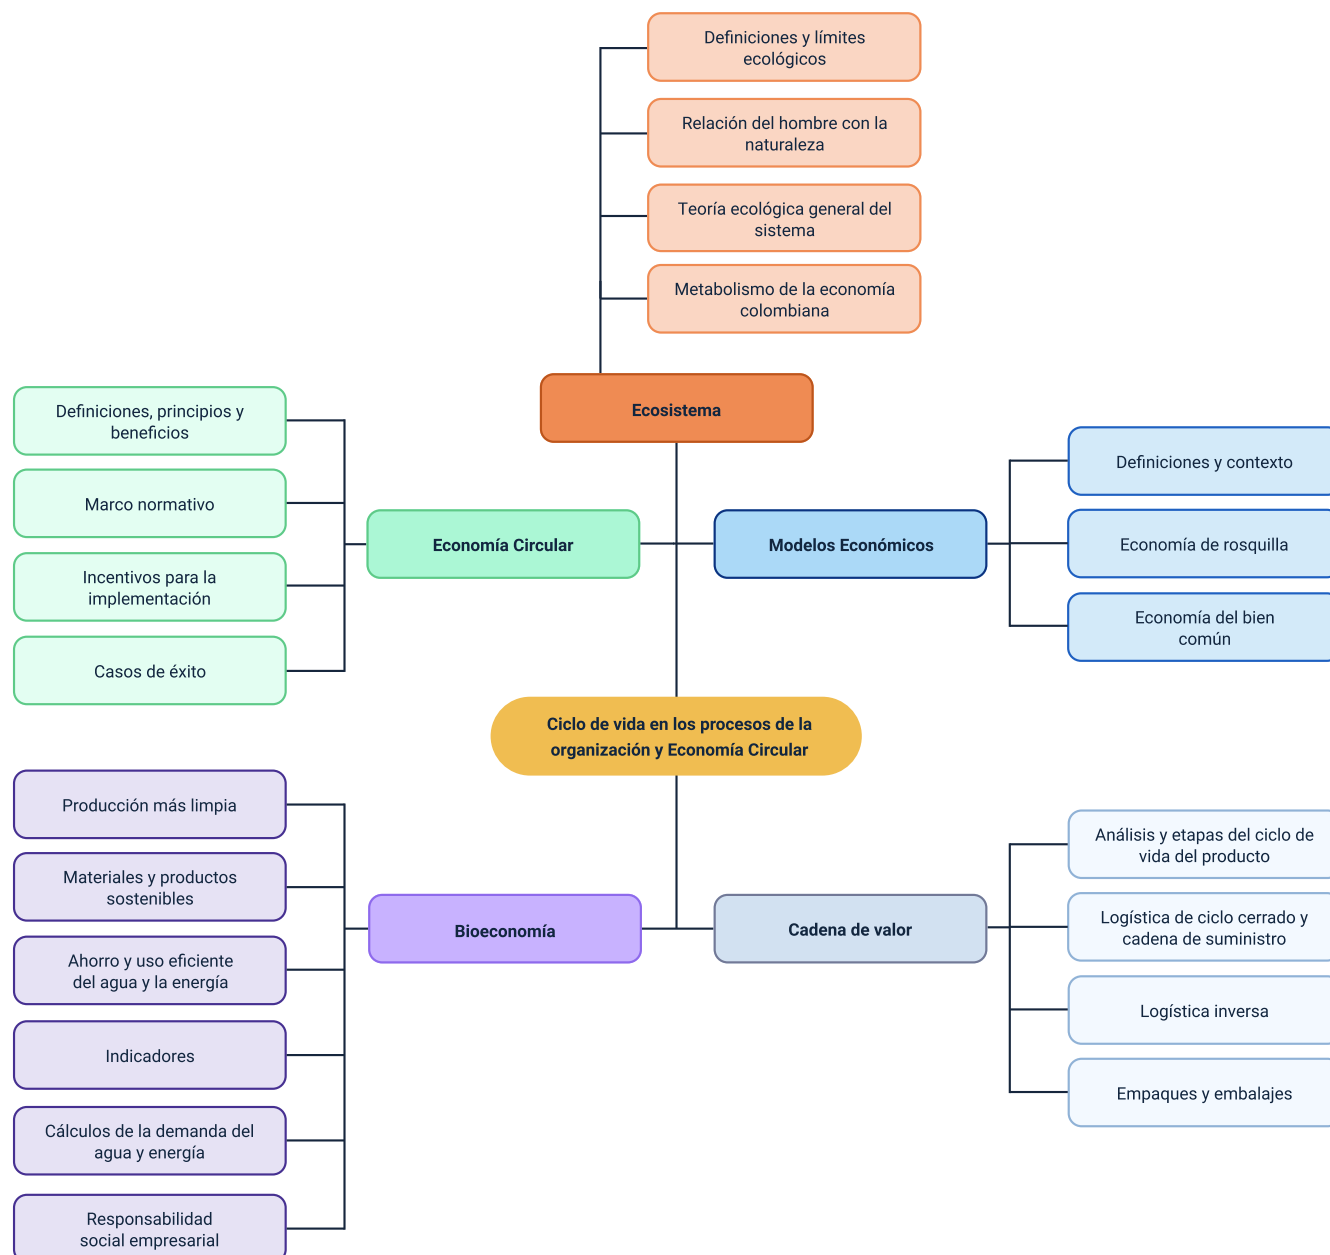 Definiciones y límites
ecológicos
Relación del hombre con la
naturaleza
Teoría ecológica general del
sistema
Metabolismo de la economía
colombiana
Ecosistema
Definiciones, principios y
beneficios
Marco normativo
Incentivos para la
implementación
Casos de éxito
Economía Circular
Modelos Económicos
Definiciones y contexto
Economía de rosquilla
Economía del bien
común
Ciclo de vida en los procesos de la
organización y Economía Circular
Producción más limpia
Materiales y productos
sostenibles
Ahorro y uso eficiente
del agua y la energía
Indicadores
Cálculos de la demanda del
agua y energía
Responsabilidad
social empresarial
Bioeconomía
Cadena de valor
Análisis y etapas del ciclo de
vida del producto
Logística de ciclo cerrado y
cadena de suministro
Logística inversa
Empaques y embalajes